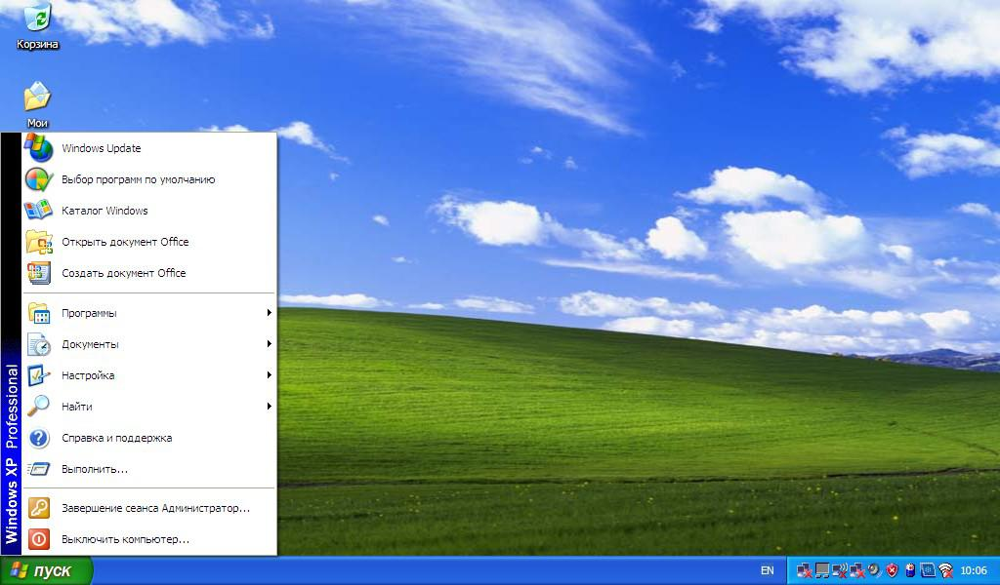 Корзина
Мои
Windows Update
Выбор программ по умолчанию
Каталог Windows
Открыть документ Office
Создать документ Office
Программы
Документы
Настройка
Найти
Справка и поддержка
Выполнить...
Завершение сеанса Администратор...
Выключить компьютер...
Windows XP Professional
пуск
EN
10:06